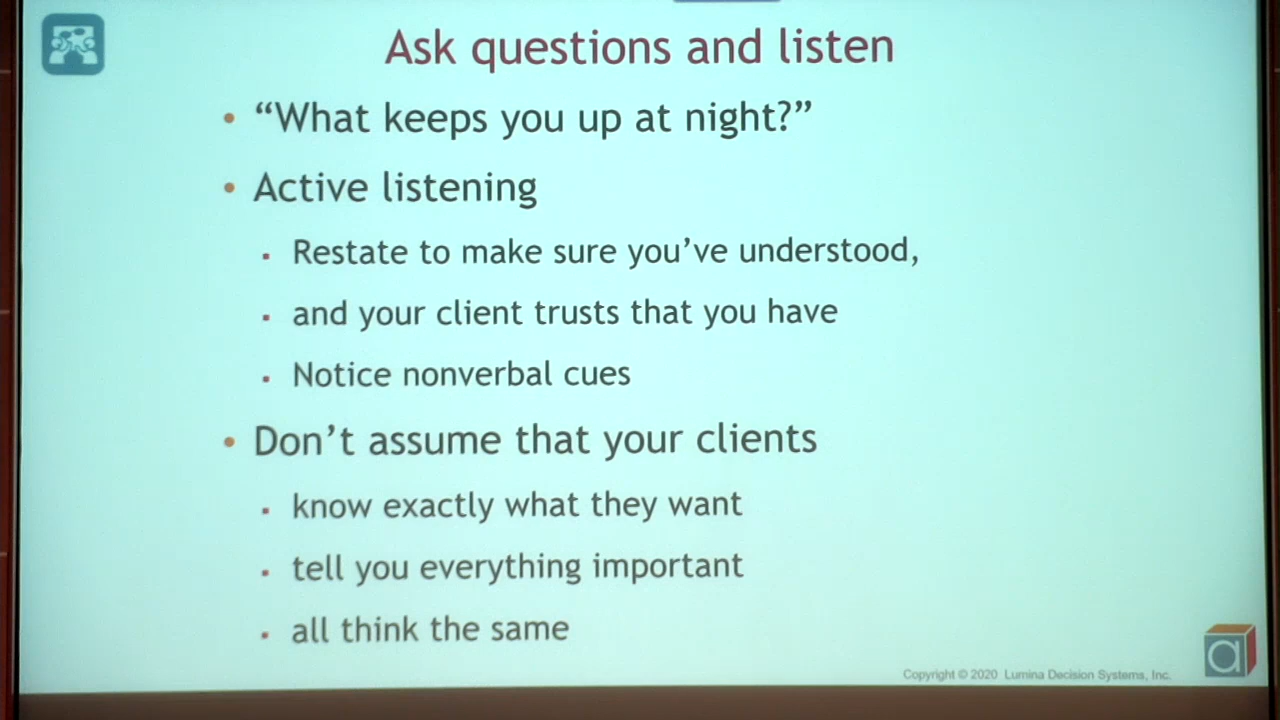 Ask questions and listen
• “What keeps you up at night?”
• Active listening
▪ Restate to make sure you’ve understood,
▪ and your client trusts that you have
▪ Notice nonverbal cues
• Don’t assume that your clients
▪ know exactly what they want
▪ tell you everything important
▪ all think the same
Copyright © 2020 Lumina Decision Systems, Inc.
a